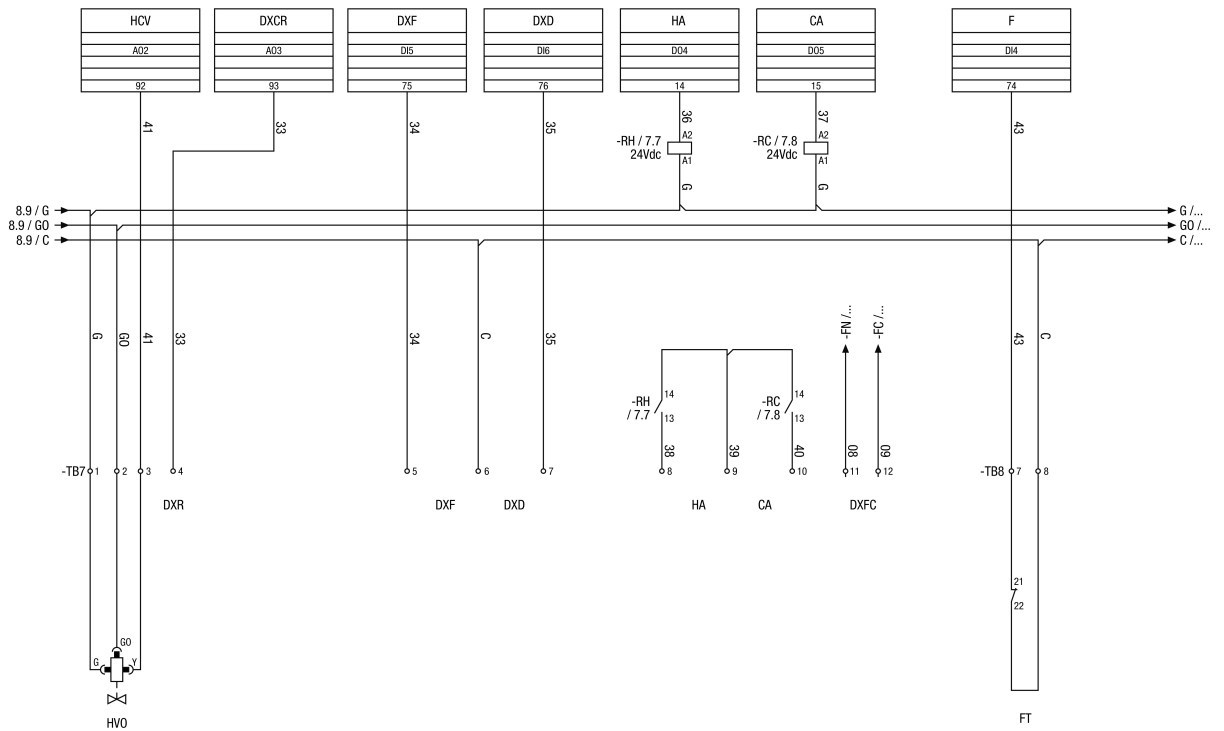 HCV DXCR DXF DXD HA CA F
AO2 AO3 DI5 DI6 DO4 DO5 DI4
92 93 75 76 14 15 74
41 33 34 35 36 37 43
A2 A2
-RH / 7.7 -RC / 7.8
24Vdc 24Vdc
A1 A1
G G
8.9 / G G /...
8.9 / GO GO /...
8.9 / C C /...
-FN / ... -FC / ...
G GO 41 33 34 C 35 43 C
14 14
-RH -RC
/ 7.7 / 7.8
13 13
38 39 40 08 09
-TB7 1 2 3 4 5 6 7 8 9 10 11 12 -TB8 7 8
DXR DXF DXD HA CA DXFC
21
22
GO
G Y
HVO
FT